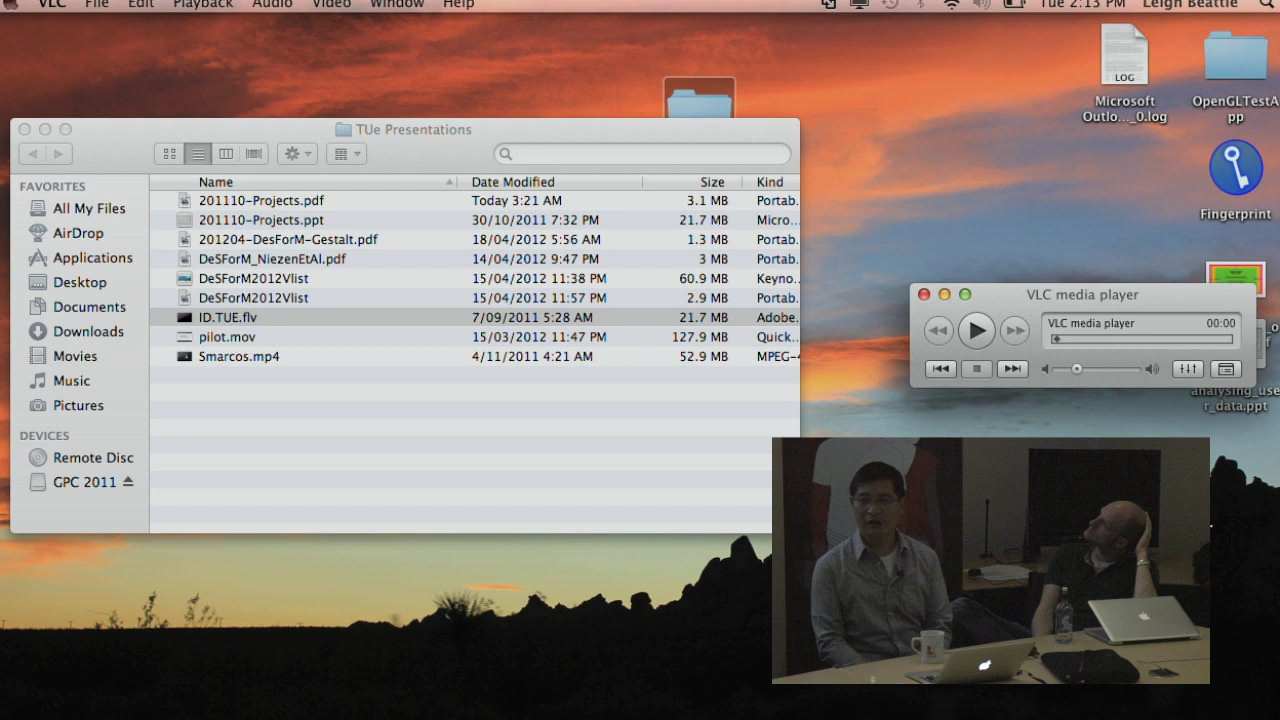 VLC File Edit Playback Audio Video Window Help Tue 2:13 PM Leigh Beattie
LOG
Microsoft Outlo..._0.log
OpenGLTestA
pp
Fingerprint
analysing_use
r_data.ppt
TUe Presentations
FAVORITES
All My Files
AirDrop
Applications
Desktop
Documents
Downloads
Movies
Music
Pictures
DEVICES
Remote Disc
GPC 2011
Name Date Modified Size Kind
201110-Projects.pdf Today 3:21 AM 3.1 MB Portab.
201110-Projects.ppt 30/10/2011 7:32 PM 21.7 MB Micro...
201204-DesForM-Gestalt.pdf 18/04/2012 5:56 AM 1.3 MB Portab.
DeSForM_NiezenEtAl.pdf 14/04/2012 9:47 PM 3 MB Portab.
DeSForM2012Vlist 15/04/2012 11:38 PM 60.9 MB Keyno...
DeSForM2012Vlist 15/04/2012 11:57 PM 2.9 MB Portab.
ID.TUE.flv 7/09/2011 5:28 AM 21.7 MB Adobe.
pilot.mov 15/03/2012 11:47 PM 127.9 MB Quick...
Smarcos.mp4 4/11/2011 4:21 AM 52.9 MB MPEG-4
VLC media player
VLC media player 00:00